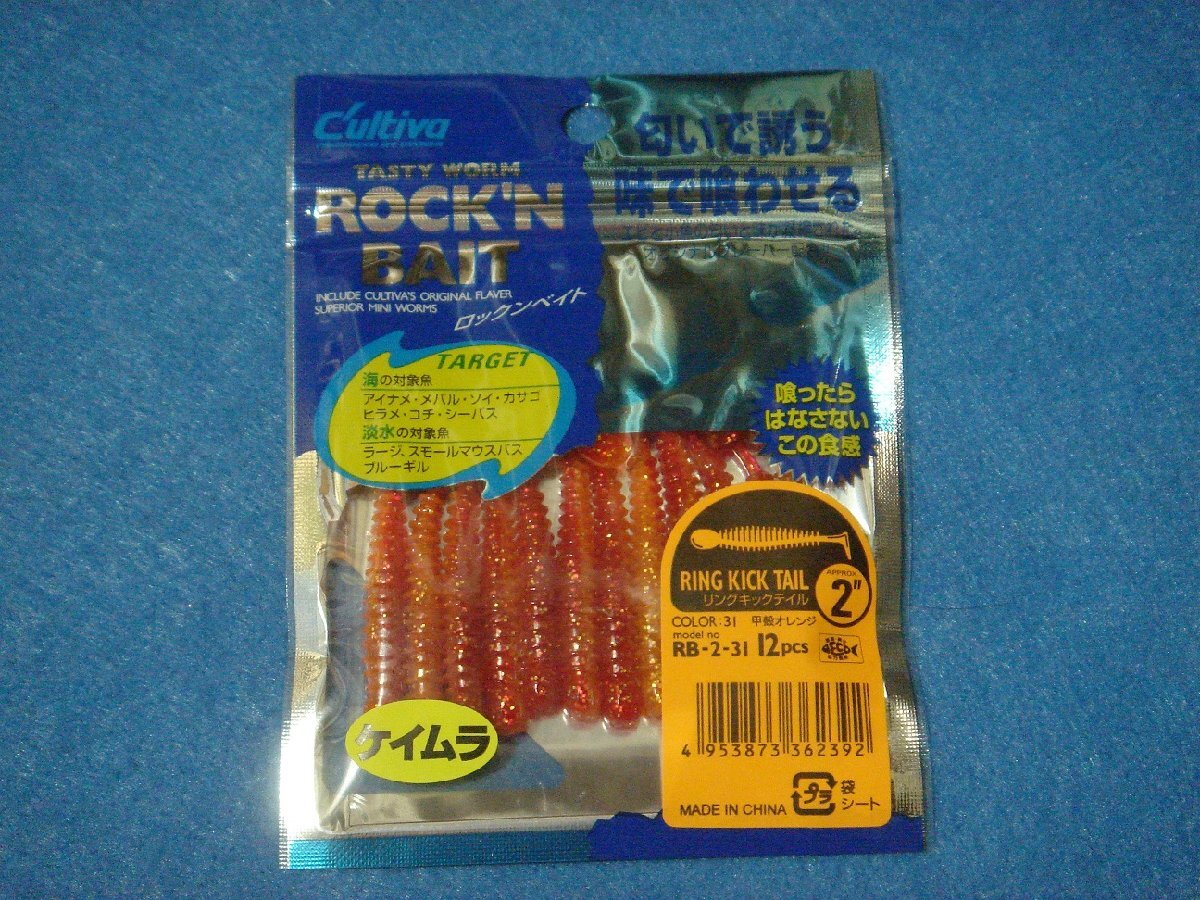 Cultiva
TASTY WORM
ROCK'N
BAIT
INCLUDE CULTIVA'S ORIGINAL FLAVER
SUPERIOR MINI WORMS
ロックンベイト
匂いで誘う
味で喰わせる
TARGET
海の対象魚
アイナメ・メバル・ソイ・カサゴ
ヒラメ・コチ・シーバス
淡水の対象魚
ラージ、スモールマウスバス
ブルーギル
喰ったら
はなさない
この食感
RING KICK TAIL
リングキックテイル
APPROX
2"
COLOR:31 甲殻オレンジ
model no
RB-2-31 12pcs
4 953873 362392
ケイムラ
MADE IN CHINA
プラ
袋
シート